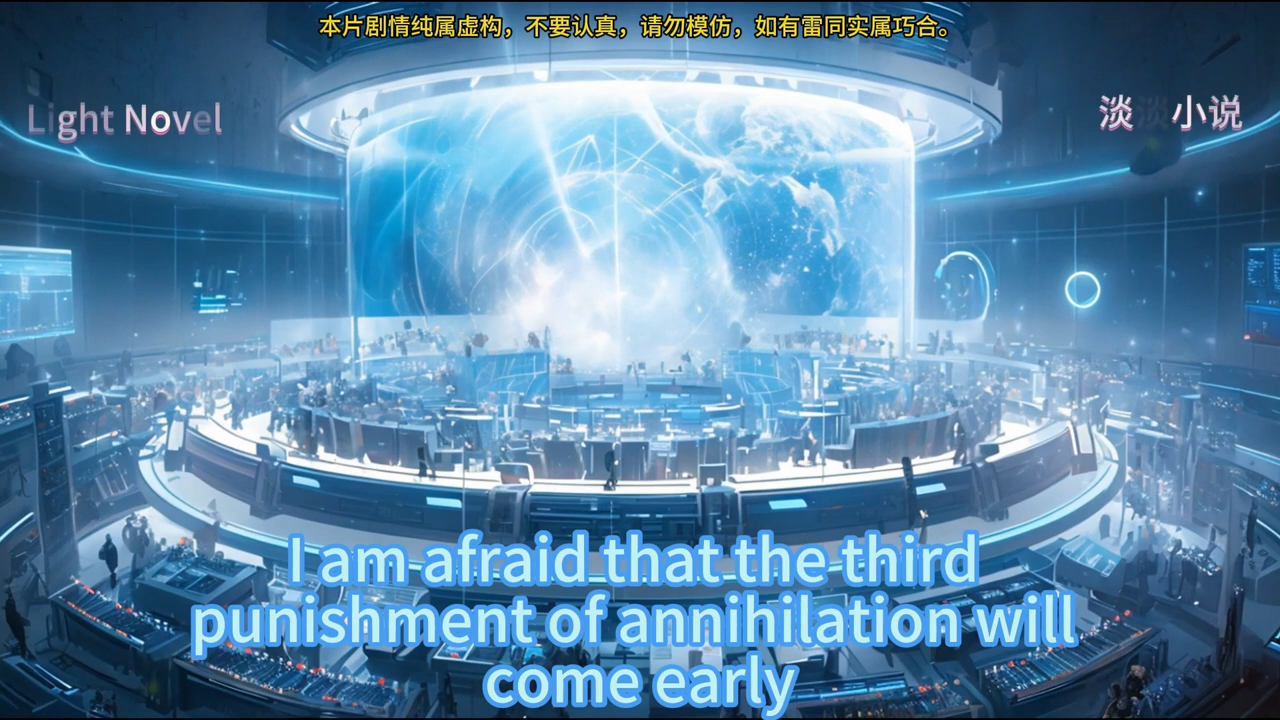 本片剧情纯属虚构，不要认真，请勿模仿，如有雷同实属巧合。
Light Novel
淡淡小说
I am afraid that the third
punishment of annihilation will
come early